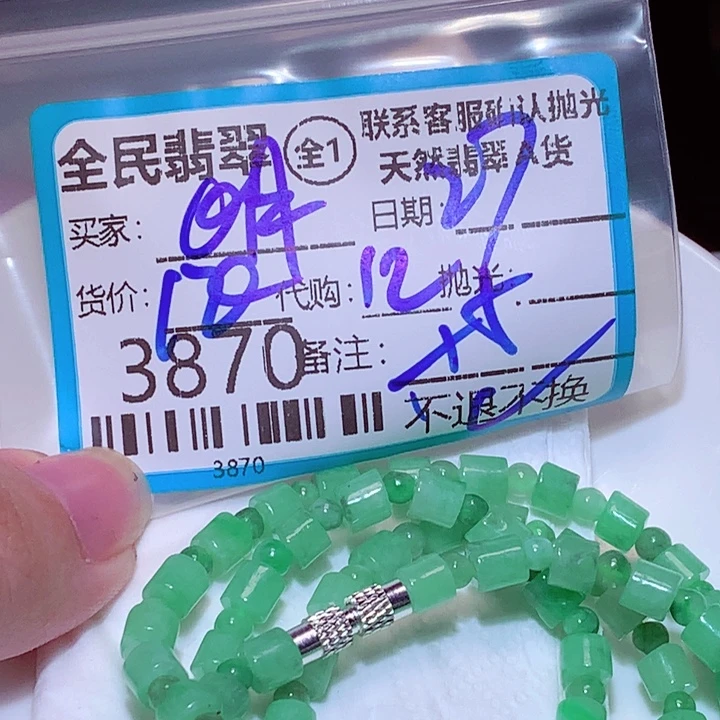 全民翡翠 全1 联系客服确认抛光
天然翡翠A货
买家： 日期：27
货价： 代购：12 抛光：
3870 备注：
不退不换
3870